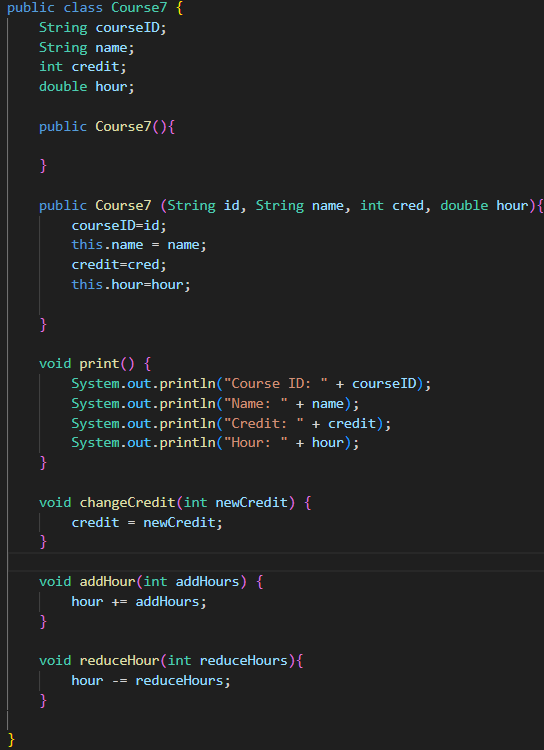 public class Course7 {
String courseID;
String name;
int credit;
double hour;
public Course7(){
}
public Course7 (String id, String name, int cred, double hour){
courseID=id;
this.name = name;
credit=cred;
this.hour=hour;
}
void print() {
System.out.println("Course ID: " + courseID);
System.out.println("Name: " + name);
System.out.println("Credit: " + credit);
System.out.println("Hour: " + hour);
}
void changeCredit(int newCredit) {
credit = newCredit;
}
void addHour(int addHours) {
hour += addHours;
}
void reduceHour(int reduceHours){
hour -= reduceHours;
}
}